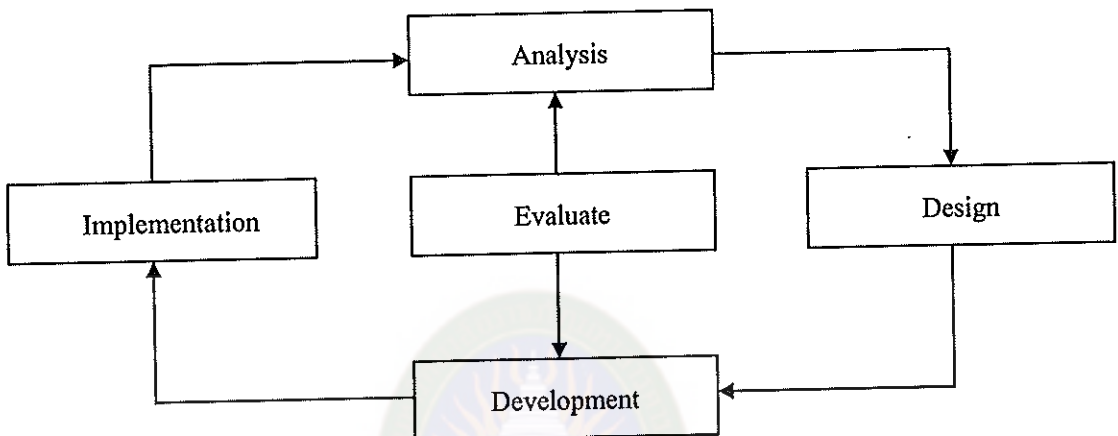 Analysis
Implementation
Evaluate
Design
Development